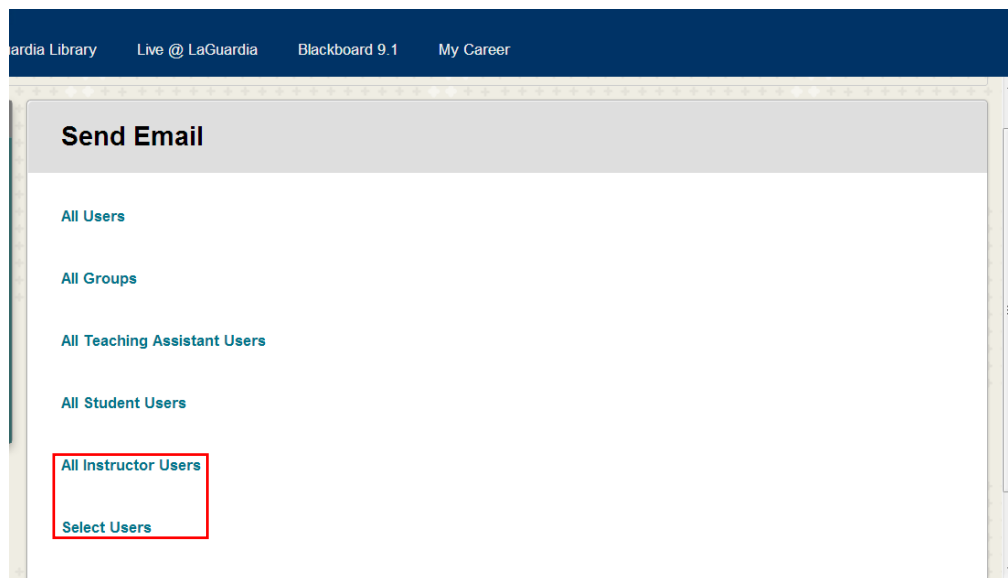 ardia Library Live @ LaGuardia Blackboard 9.1 My Career
Send Email
All Users
All Groups
All Teaching Assistant Users
All Student Users
All Instructor Users
Select Users